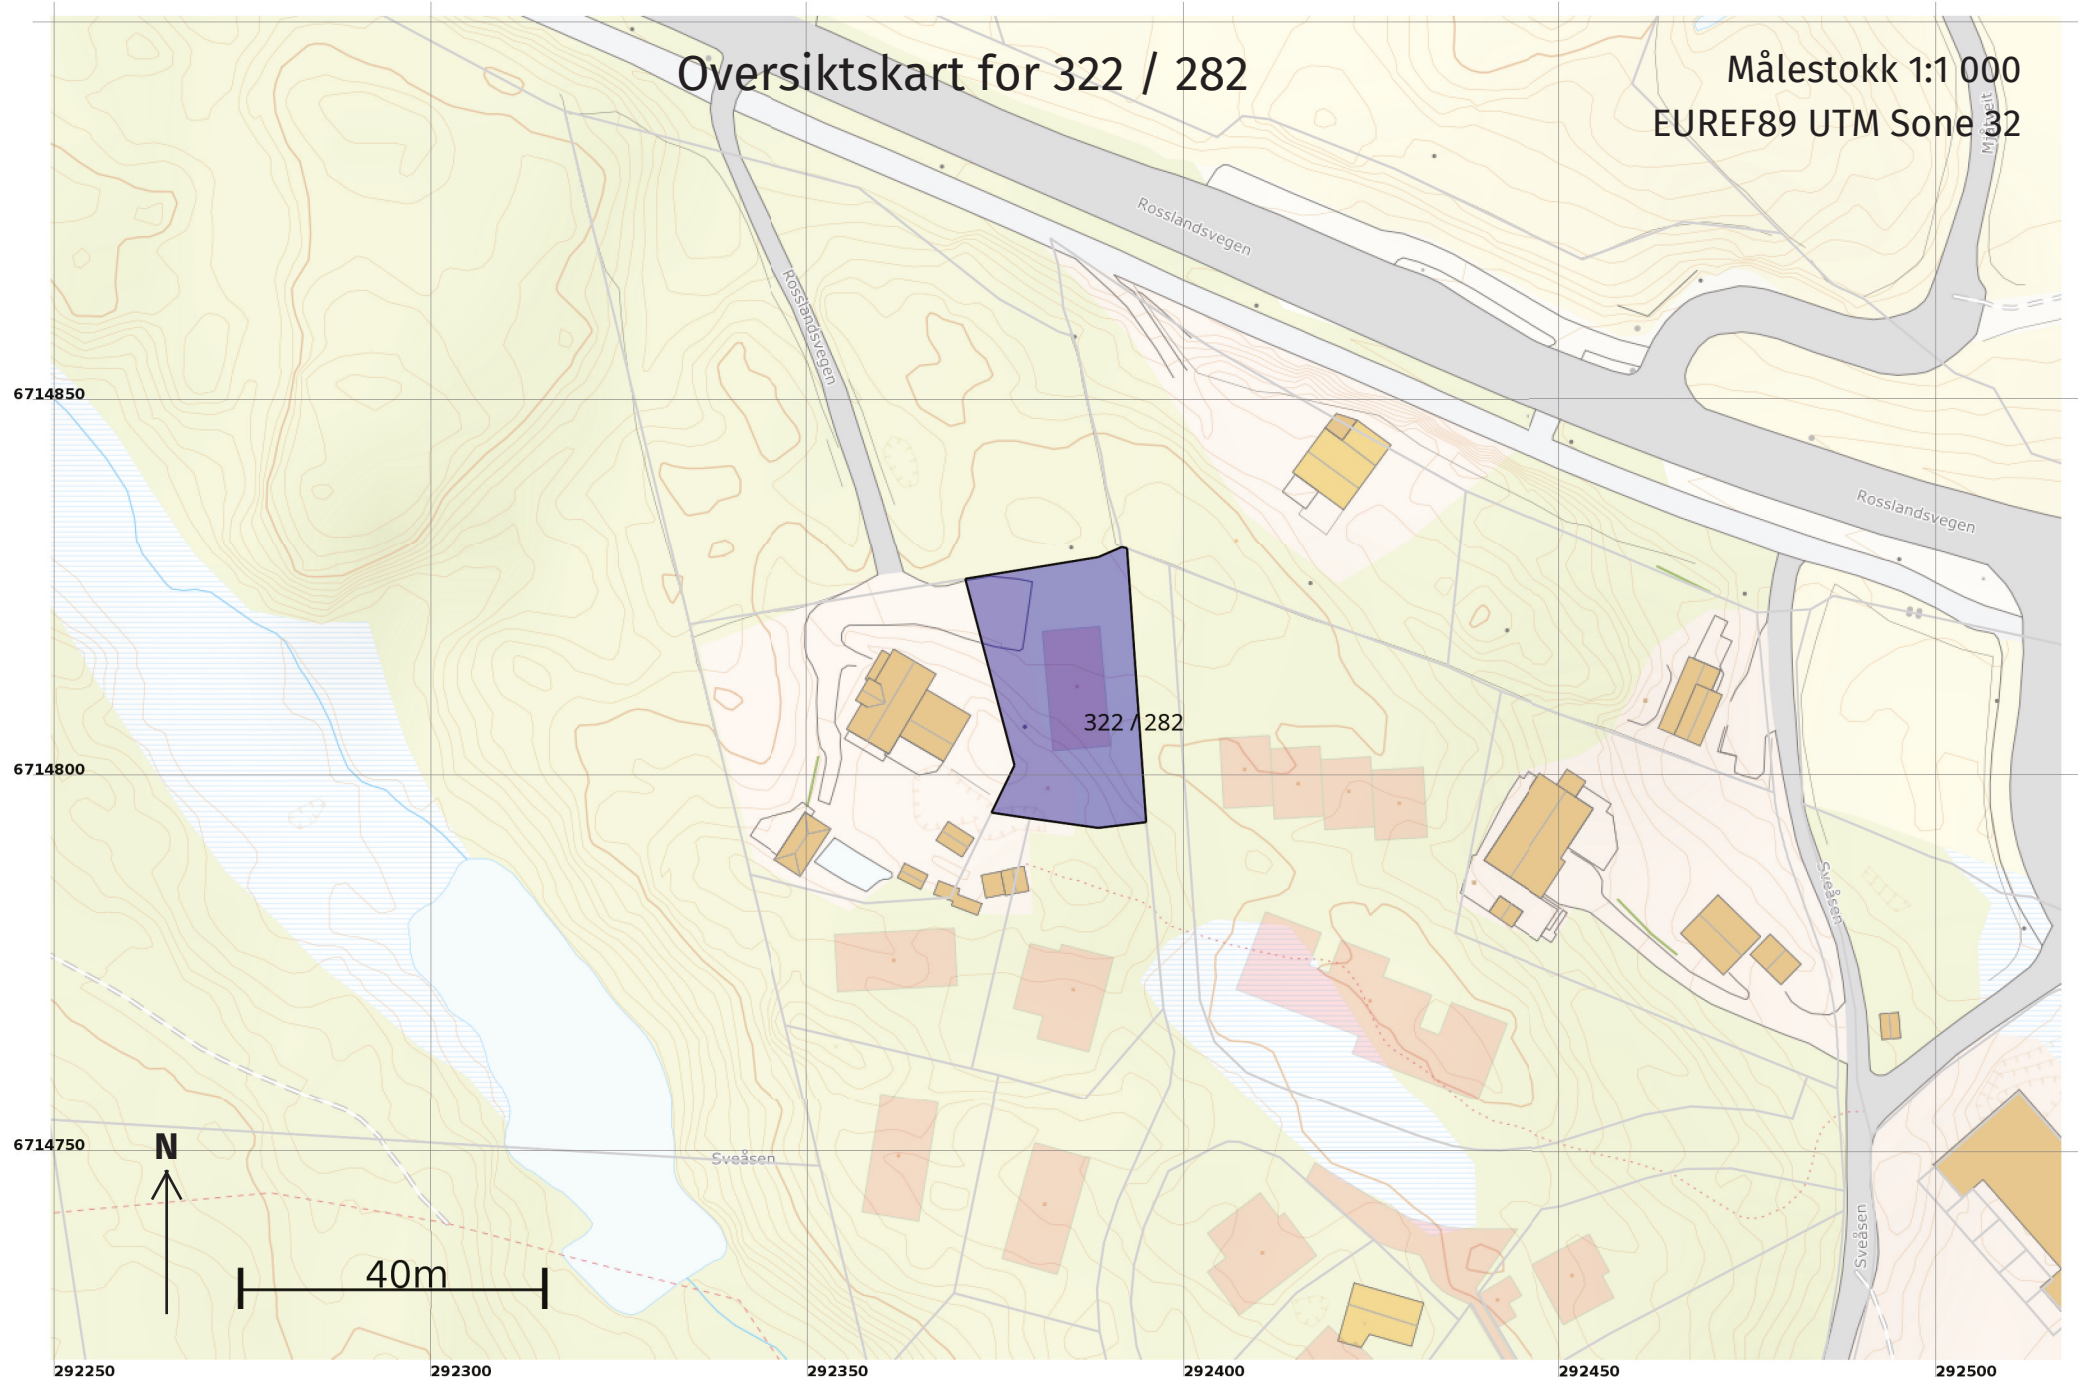 Oversiktskart for 322 / 282
Målestokk 1:1 000
EUREF89 UTM Sone 32
Mjåtveit
Rosslandsvegen
Rosslandsvegen
Rosslandsvegen
6714850
322 / 282
6714800
Sveåsen
6714750
N
Sveåsen
Sveåsen
40m
292250
292300
292350
292400
292450
292500